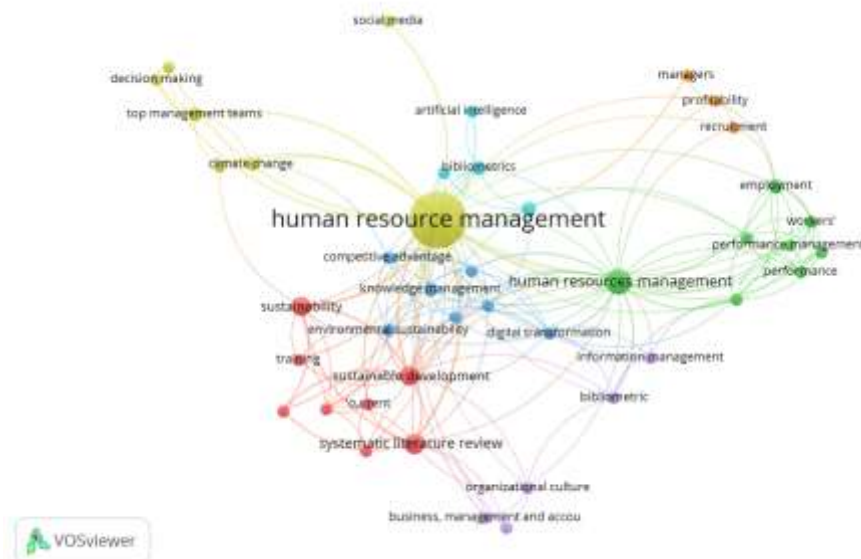 social media
decision making
managers
profitability
top management teams
artificial intelligence
recruitment
climate change
bibliometrics
employment
human resource management
workers'
performance management
competitive advantage
performance
human resources management
knowledge management
sustainability
environmental sustainability
digital transformation
training
information management
sustainable development
bibliometric
'current
systematic literature review
organizational culture
business, management and accou
VOSviewer